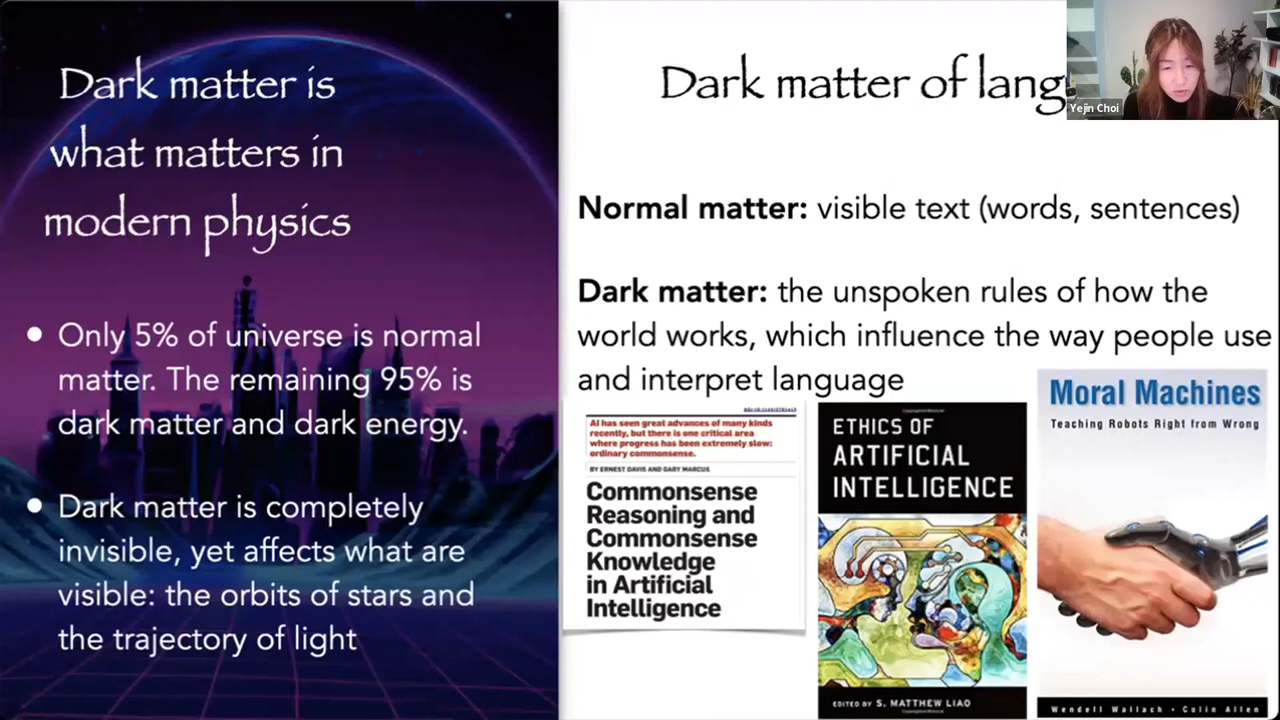 Dark matter is
what matters in
modern physics
• Only 5% of universe is normal
matter. The remaining 95% is
dark matter and dark energy.
• Dark matter is completely
invisible, yet affects what are
visible: the orbits of stars and
the trajectory of light
Dark matter of lang
Yejin Choi
Normal matter: visible text (words, sentences)
Dark matter: the unspoken rules of how the
world works, which influence the way people use
and interpret language
AI has seen great advances of many kinds
recently, but there is one critical area
where progress has been extremely slow:
ordinary commonsense.
BY ERNEST DAVIS AND GARY MARCUS
Commonsense
Reasoning and
Commonsense
Knowledge
in Artificial
Intelligence
ETHICS OF
ARTIFICIAL
INTELLIGENCE
EDITED BY S. MATTHEW LIAO
Moral Machines
Teaching Robots Right from Wrong
Wendell Wallach • Colin Allen